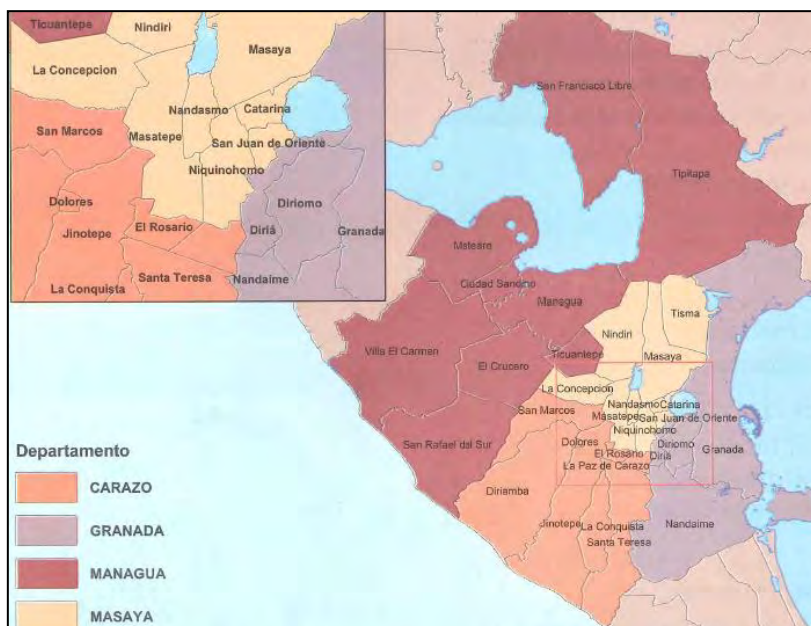 Ticuantepe
Nindiri
Masaya
La Concepcion
Nandasmo
Catarina
San Marcos
Masatepe
San Juan de Oriente
Niquinohomo
Dolores
Diriomo
Jinotepe
El Rosario
Diriá
Granada
Santa Teresa
La Conquista
Nandaime
San Francisco Libre
Tipitapa
Mateare
Ciudad Sandino
Managua
Tisma
Nindiri
Villa El Carmen
Ticuantepe
Masaya
El Crucero
La Concepcion
Nandasmo
Catarina
San Marcos
Masatepe
San Juan de Oriente
Niquinohomo
San Rafael del Sur
Dolores
Diriomo
Granada
El Rosario
Diriá
La Paz de Carazo
Diriamba
Jinotepe
La Conquista
Nandaime
Santa Teresa
Departamento
CARAZO
GRANADA
MANAGUA
MASAYA